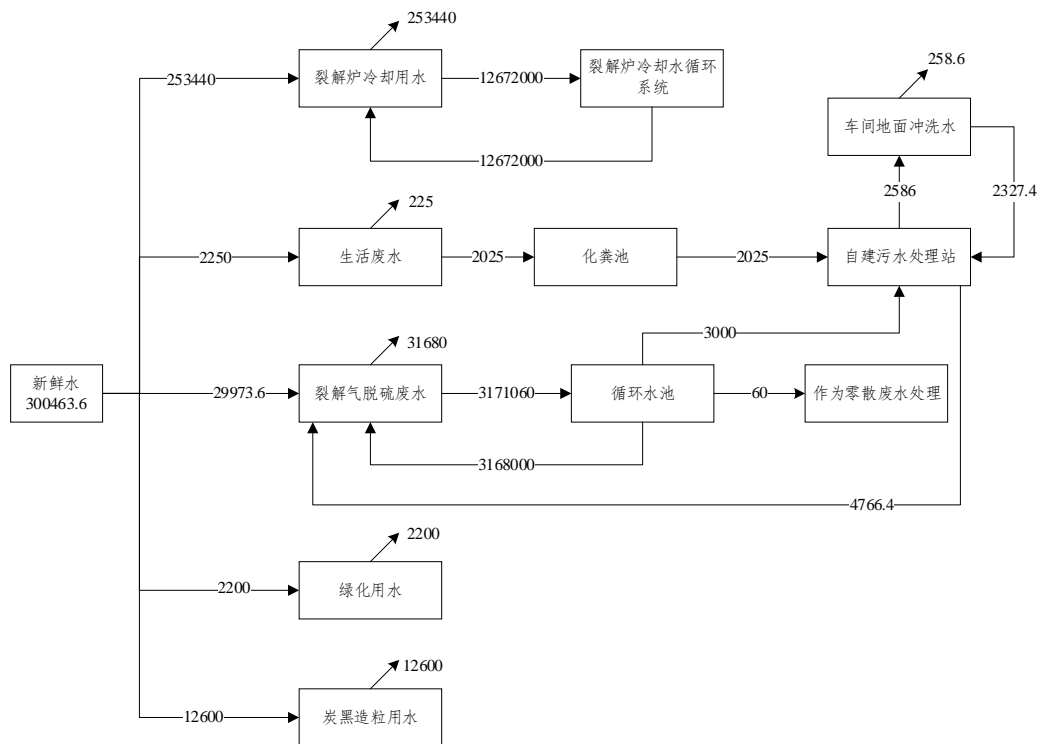 253440
258.6
253440
裂解炉冷却用水
12672000
裂解炉冷却水循环
系统
车间地面冲洗水
12672000
2586
2327.4
225
2250
生活废水
2025
化粪池
2025
自建污水处理站
3000
31680
新鲜水
300463.6
29973.6
裂解气脱硫废水
3171060
循环水池
60
作为零散废水处理
3168000
4766.4
2200
2200
绿化用水
12600
12600
炭黑造粒用水